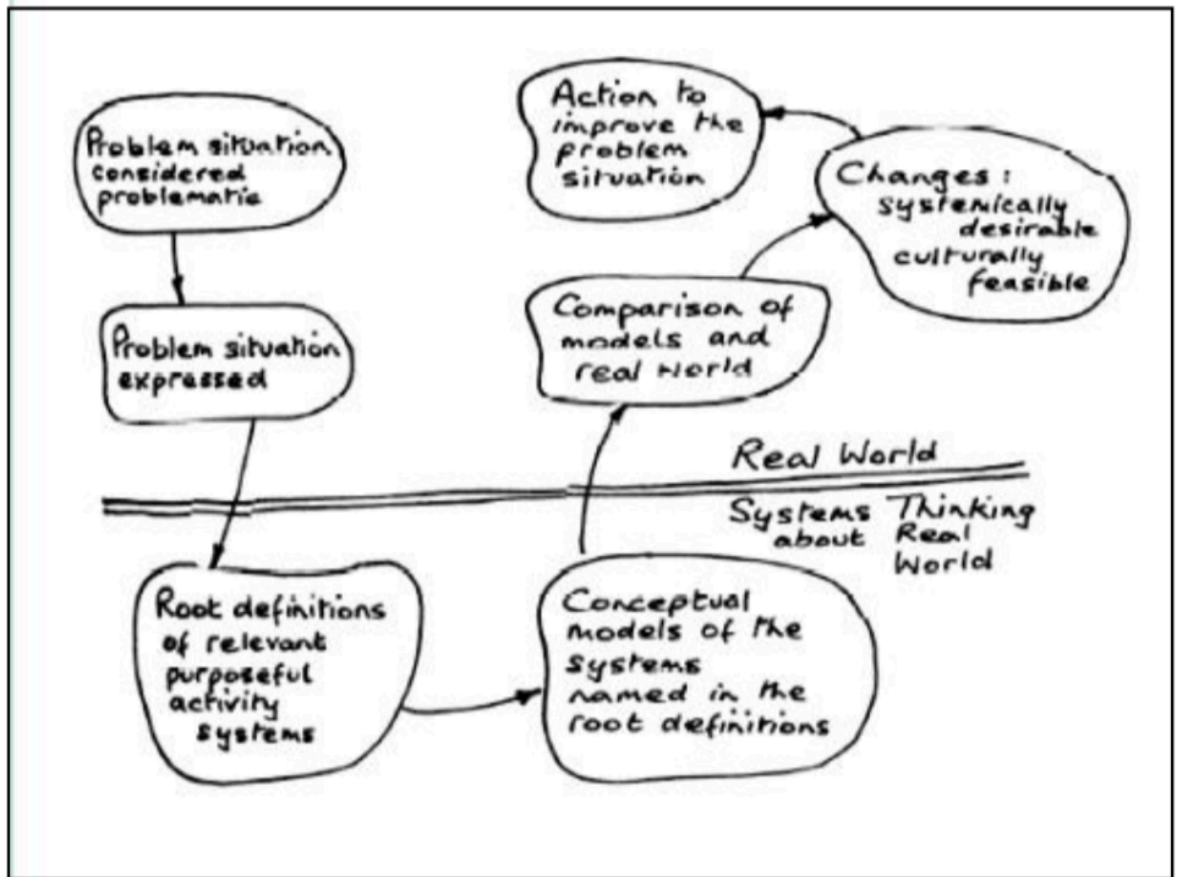 Problem situation
considered
problematic
Problem situation
expressed
Root definitions
of relevant
purposeful
activity
systems
Conceptual
models of the
systems
named in the
root definitions
Comparison of
models and
real world
Changes:
systemically
desirable
culturally
feasible
Action to
improve the
problem
situation
Real World
Systems Thinking
about Real
World